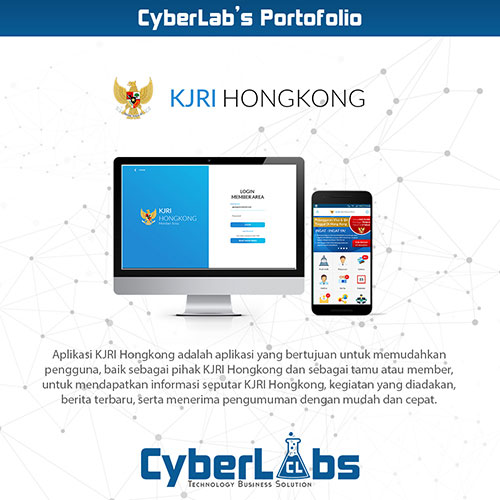 CyberLab's Portofolio
KJRI HONGKONG
KJRI
HONGKONG
LOGIN
MEMBER AREA
Aplikasi KJRI Hongkong adalah aplikasi yang bertujuan untuk memudahkan
pengguna, baik sebagai pihak KJRI Hongkong dan sebagai tamu atau member,
untuk mendapatkan informasi seputar KJRI Hongkong, kegiatan yang diadakan,
berita terbaru, serta menerima pengumuman dengan mudah dan cepat.
CyberLabs
CL
Technology Business Solution